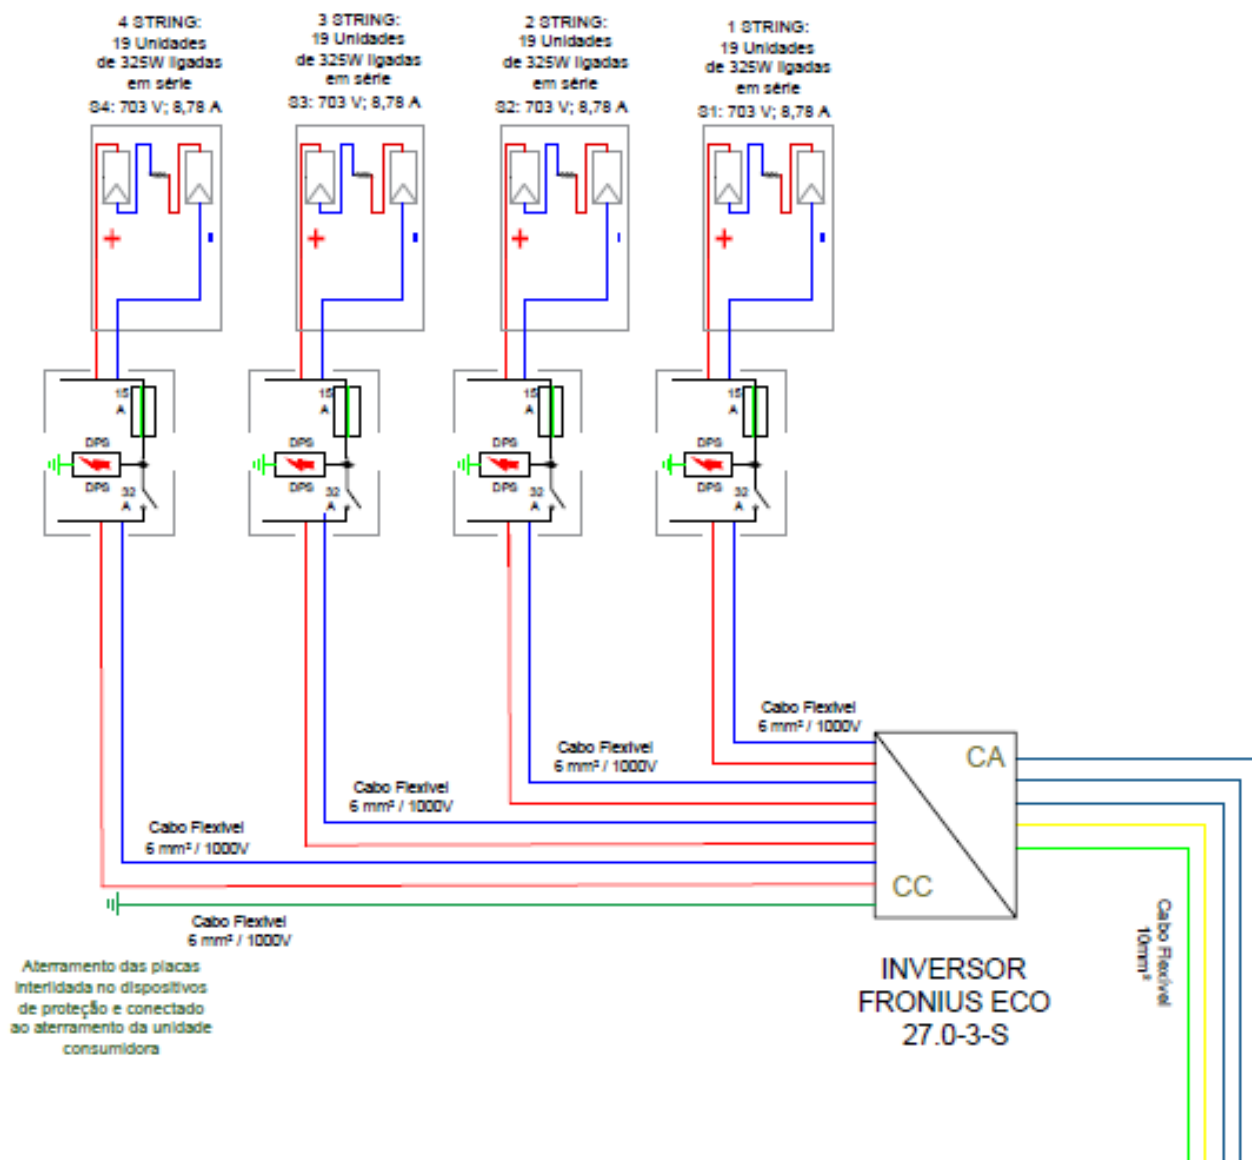 4 STRING:
19 Unidades
de 325W ligadas
em série
S4: 703 V; 8,78 A
3 STRING:
19 Unidades
de 325W ligadas
em série
S3: 703 V; 8,78 A
2 STRING:
19 Unidades
de 325W ligadas
em série
S2: 703 V; 8,78 A
1 STRING:
19 Unidades
de 325W ligadas
em série
S1: 703 V; 8,78 A
+
-
+
-
+
-
+
-
15
A
DPS
DPS
32
A
15
A
DPS
DPS
32
A
15
A
DPS
DPS
32
A
15
A
DPS
DPS
32
A
Cabo Flexível
6 mm² / 1000V
Cabo Flexível
6 mm² / 1000V
Cabo Flexível
6 mm² / 1000V
Cabo Flexível
6 mm² / 1000V
CA
CC
Cabo Flexível
6 mm² / 1000V
Aterramento das placas
interlidada no dispositivos
de proteção e conectado
ao aterramento da unidade
consumidora
INVERSOR
FRONIUS ECO
27.0-3-S
Cabo Flexível
10mm²